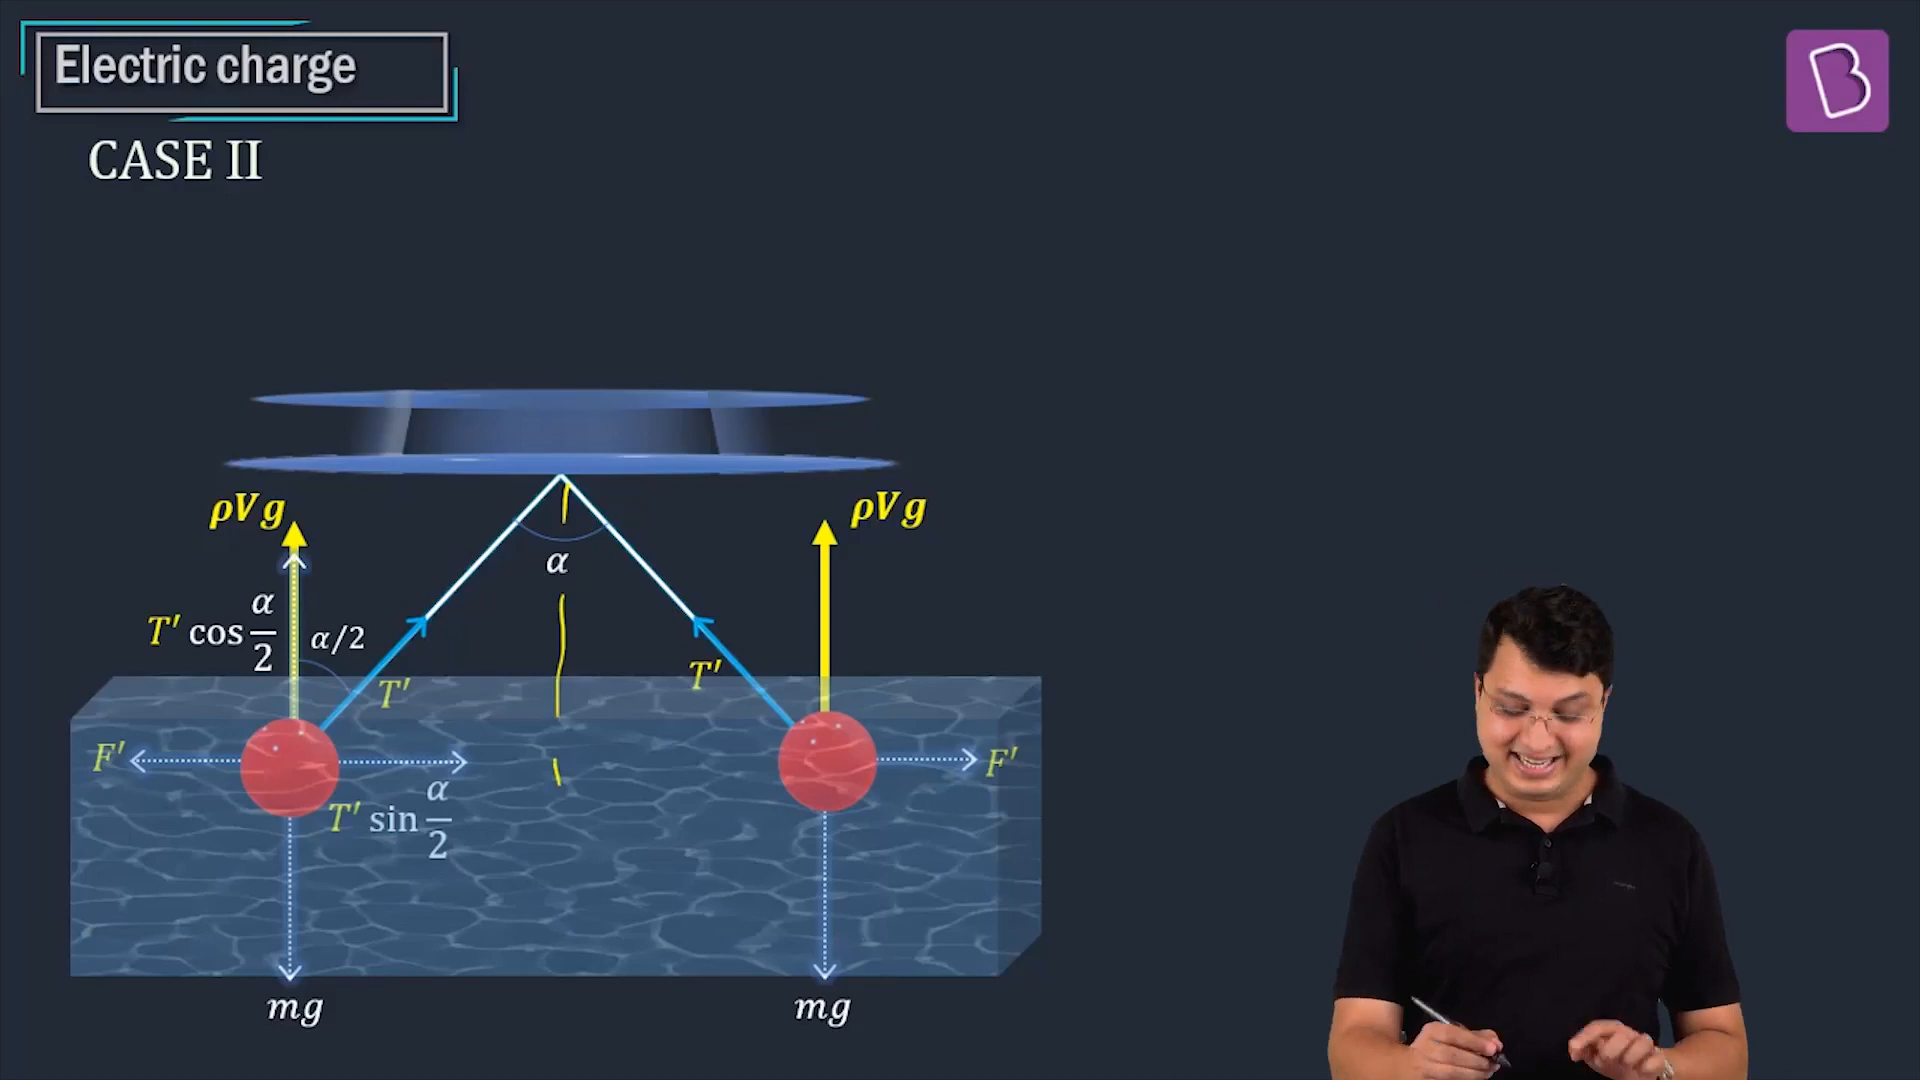 Electric charge
CASE II
ρVg
ρVg
α
T′ cos α/2
α/2
T′
T′
F′
F′
T′ sin α/2
mg
mg